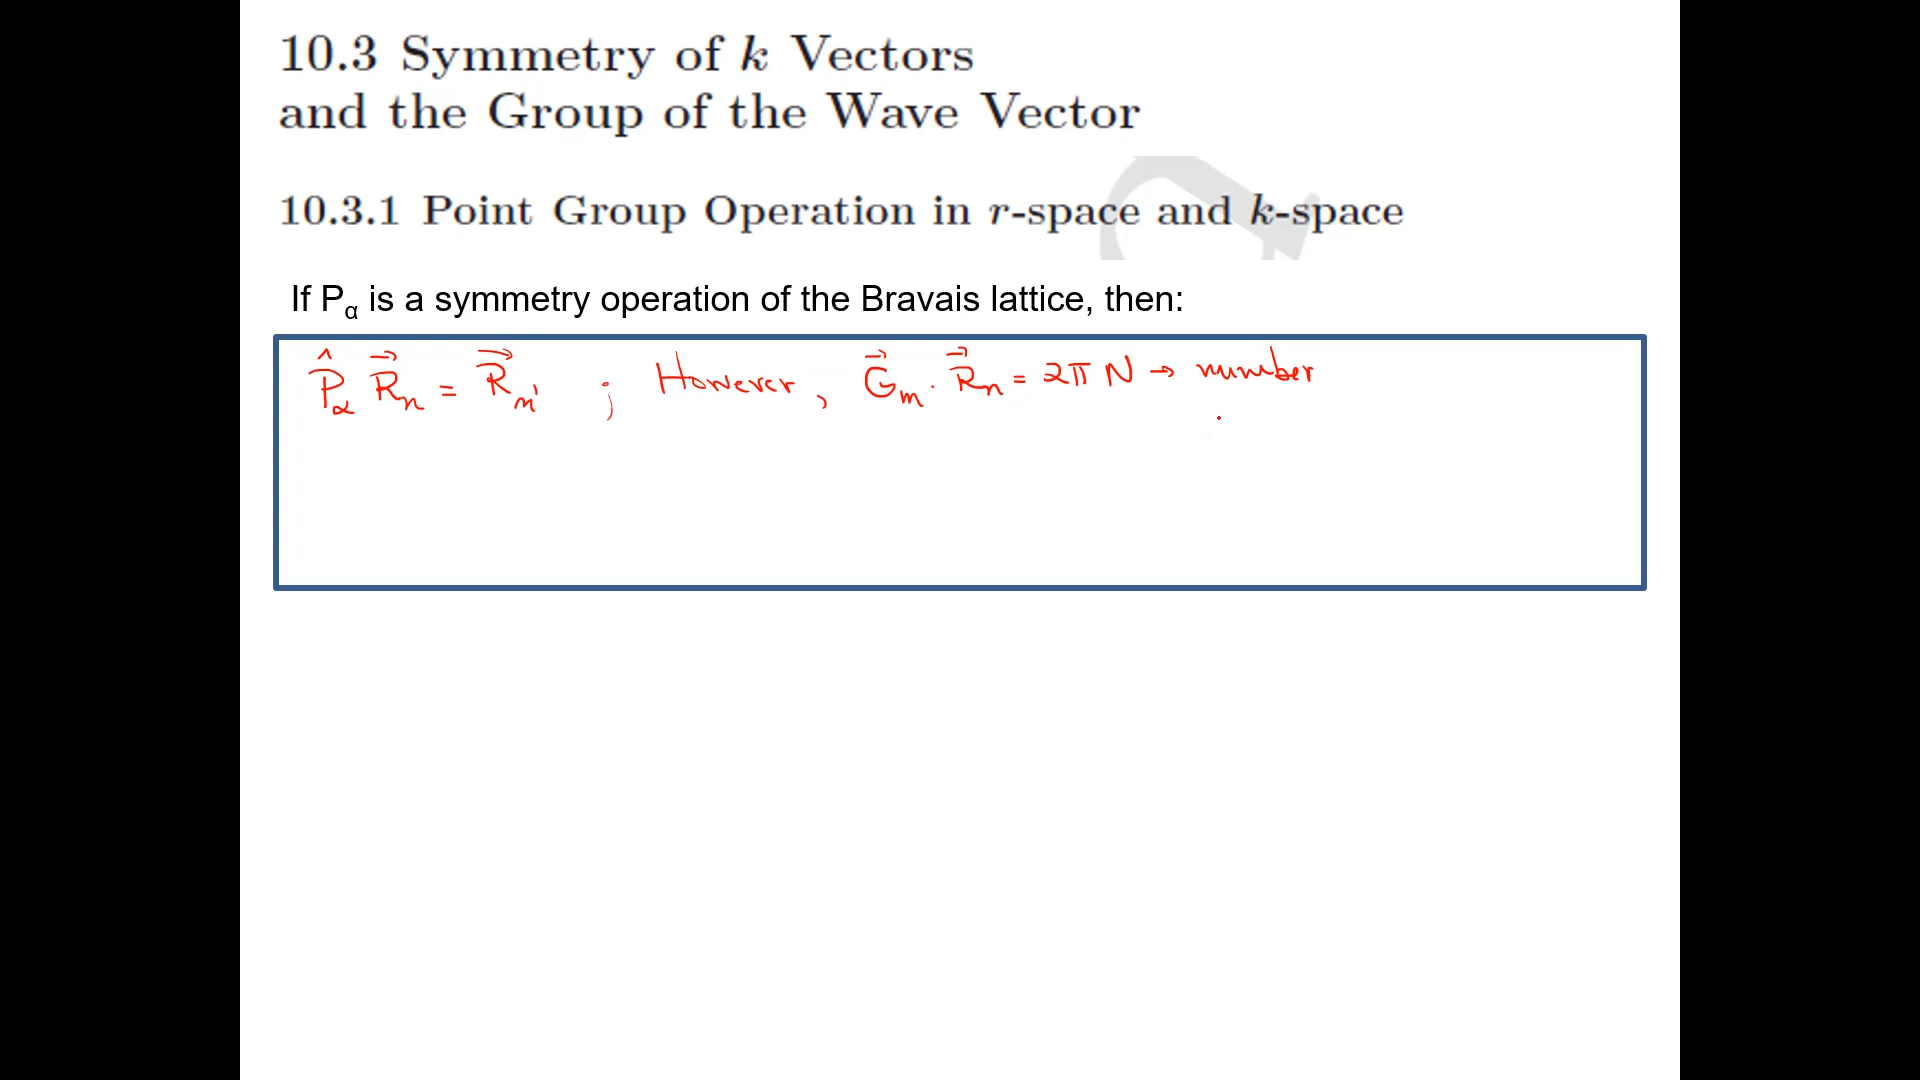 10.3 Symmetry of k Vectors
and the Group of the Wave Vector
10.3.1 Point Group Operation in r-space and k-space
If Pα is a symmetry operation of the Bravais lattice, then:
P̂α R⃗n = R⃗n' ; However, G⃗m · R⃗n = 2π N → number